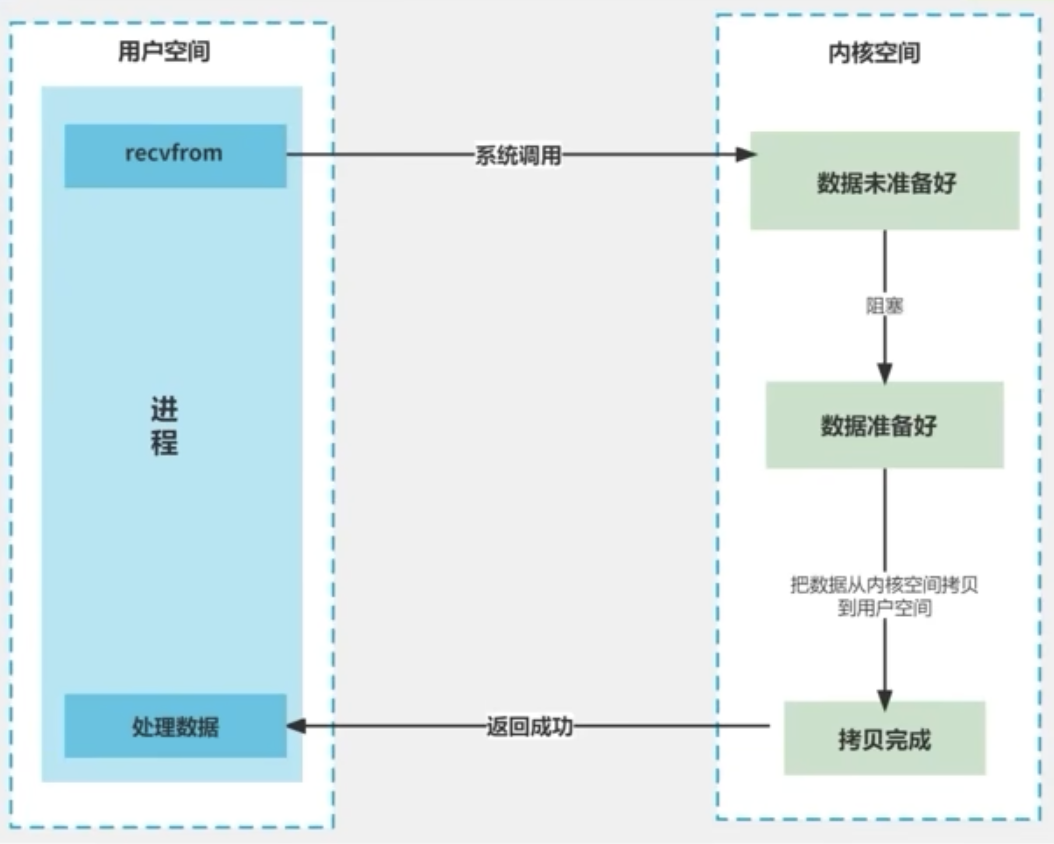 用户空间
内核空间
recvfrom
系统调用
数据未准备好
阻塞
进
程
数据准备好
把数据从内核空间拷贝
到用户空间
处理数据
返回成功
拷贝完成